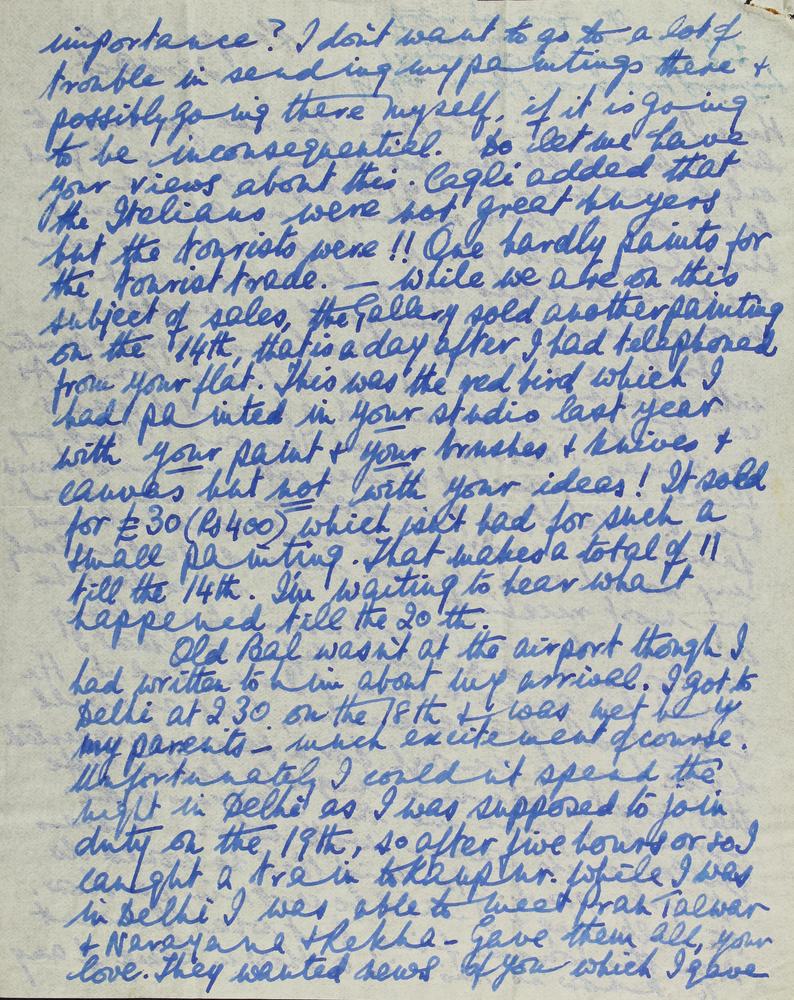 importance? I dont want to go to a lot of
trouble in sending my paintings there +
possibly going there myself, if it is going
to be inconsequential. Do let me have
your views about this. Cagli added that
the Italians were not great buyers
but the tourists were!! One hardly paints for
the tourist trade. — While we are on this
subject of sales, the Gallery sold another painting
on the 14th, that is a day after I had telephoned
from your flat. This was the red bird which I
had painted in your studio last year
with your paint + your brushes + knives +
canvas but not with your ideas! It sold
for £30 (Rs 400) which isn't bad for such a
small painting. That makes a total of 11
till the 14th. I'm waiting to hear what
happened till the 20th.
Old Bal wasn't at the airport though I
had written to him about my arrival. I got to
Delhi at 2.30 on the 18th + was met by
my parents – much excitement of course.
Unfortunately I couldn't spend the
night in Delhi as I was supposed to join
duty on the 19th, so after five hours or so I
caught a train to Kanpur. While I was
in Delhi I was able to meet Pran Talwar
+ Narayana + Rekha – Gave them all, your
love. They wanted news of you which I gave